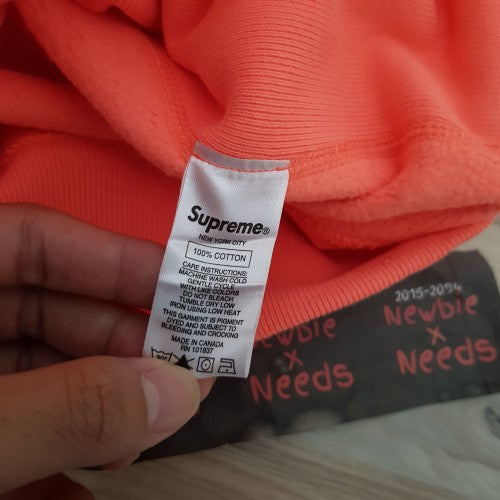 Supreme®
NEW YORK CITY
100% COTTON
CARE INSTRUCTIONS:
MACHINE WASH COLD
GENTLE CYCLE
WITH LIKE COLORS
DO NOT BLEACH
TUMBLE DRY LOW
IRON USING LOW HEAT
THIS GARMENT IS PIGMENT
DYED AND SUBJECT TO
BLEEDING AND CROCKING
MADE IN CANADA
RN 101837
2015-2094
Newbie
x
Needs
Newbie
x
Needs